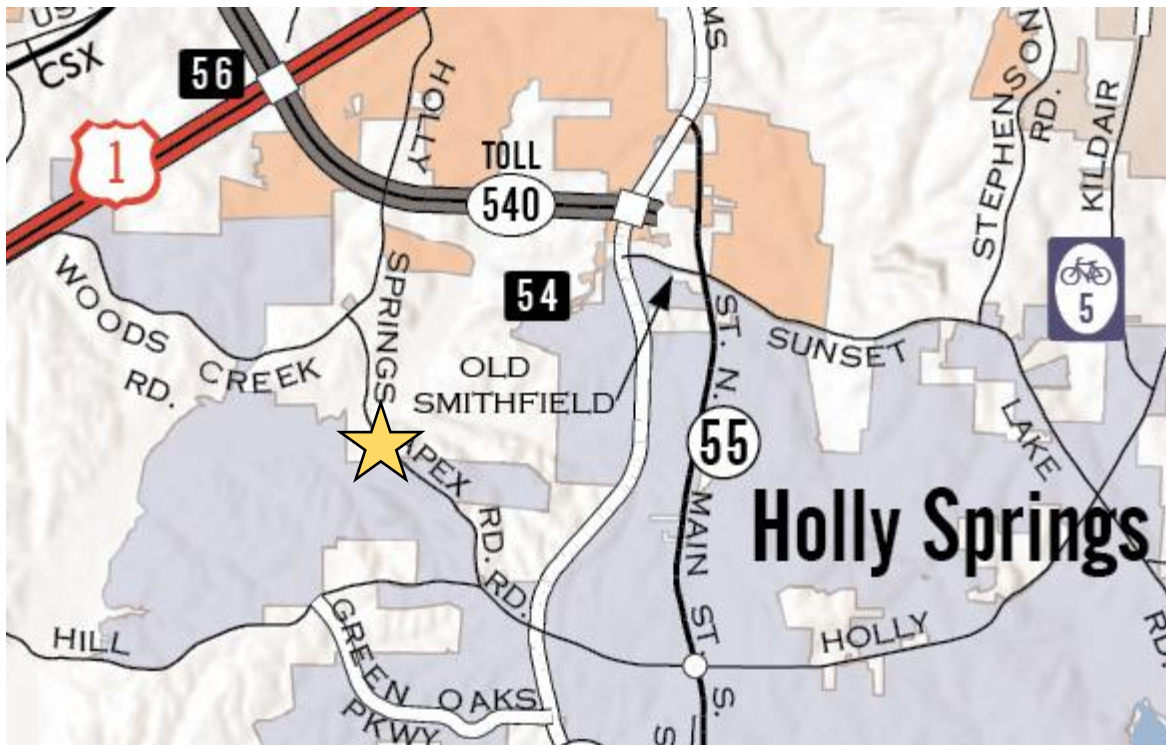 US
CSX
56
1
HOLLY
SPRINGS
TOLL
540
54
MS
STEPHENSON
RD.
KILDAIR
5
WOODS
CREEK
RD.
OLD
SMITHFIELD
ST. N.
MAIN
ST.
S.
SUNSET
LAKE
RD.
55
APEX
RD.
Holly Springs
HILL
RD.
HOLLY
GREEN OAKS
PKWY
S